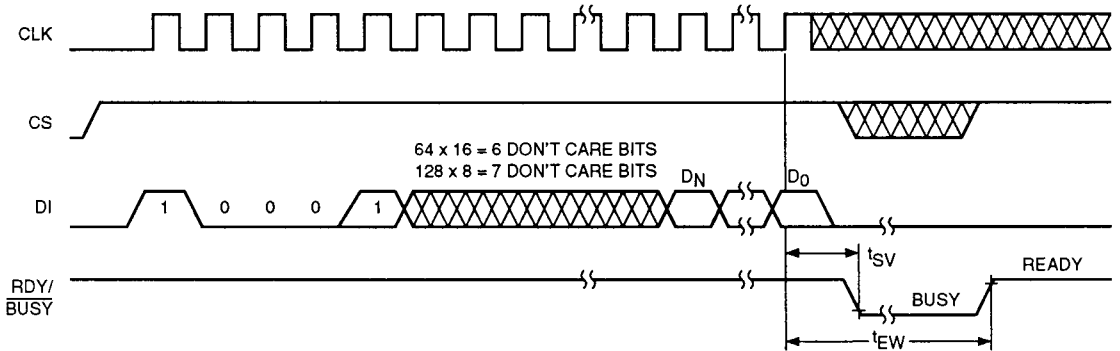 CLK
CS
64 x 16 = 6 DON'T CARE BITS
128 x 8 = 7 DON'T CARE BITS
DN
D0
DI
1
0
0
0
1
tSV
RDY/
BUSY
READY
BUSY
tEW